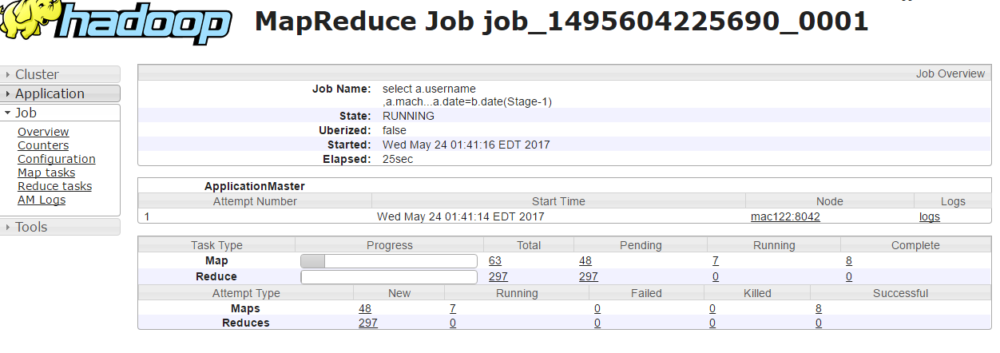 hadoop
MapReduce Job job_1495604225690_0001
Cluster
Application
Job
Overview
Counters
Configuration
Map tasks
Reduce tasks
AM Logs
Tools
Job Overview
Job Name: select a.username
,a.mach...a.date=b.date(Stage-1)
State: RUNNING
Uberized: false
Started: Wed May 24 01:41:16 EDT 2017
Elapsed: 25sec
ApplicationMaster
Attempt Number Start Time Node Logs
1 Wed May 24 01:41:14 EDT 2017 mac122:8042 logs
Task Type Progress Total Pending Running Complete
Map 63 48 7 8
Reduce 297 297 0 0
Attempt Type New Running Failed Killed Successful
Maps 48 7 0 0 8
Reduces 297 0 0 0 0